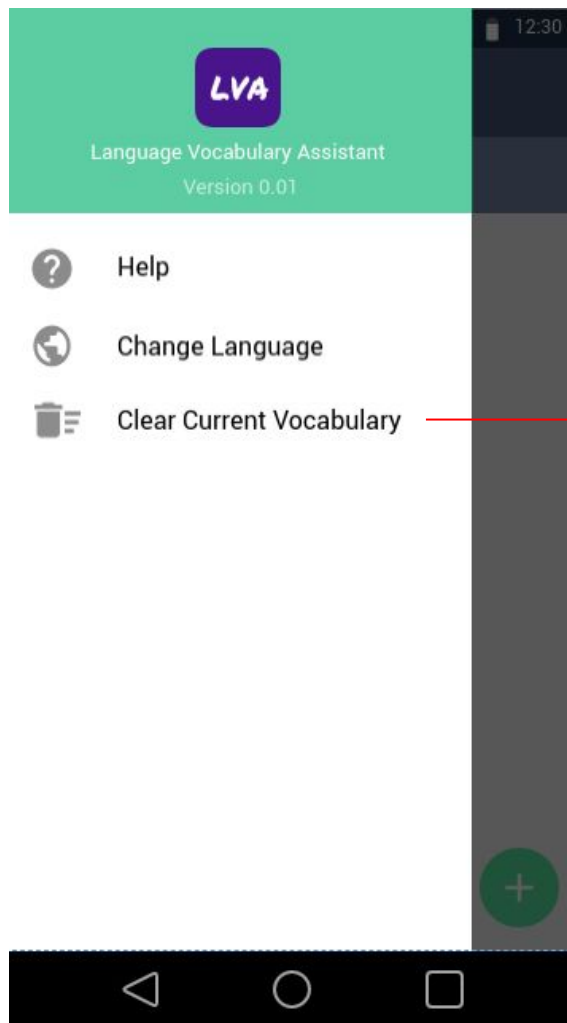 12:30
LVA
Language Vocabulary Assistant
Version 0.01
Help
Change Language
Clear Current Vocabulary